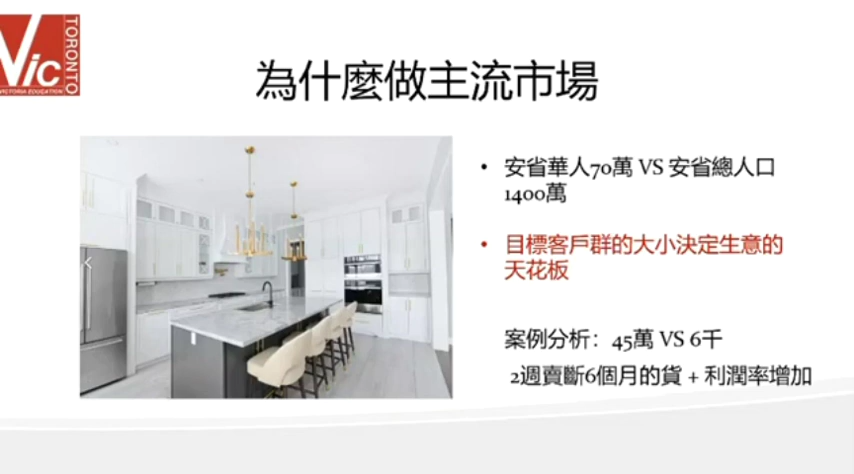 Vic
TORONTO
VICTORIA EDUCATION
為什麼做主流市場
• 安省華人70萬 VS 安省總人口
1400萬
• 目標客戶群的大小決定生意的
天花板
案例分析：45萬 VS 6千
2週賣斷6個月的貨 + 利潤率增加